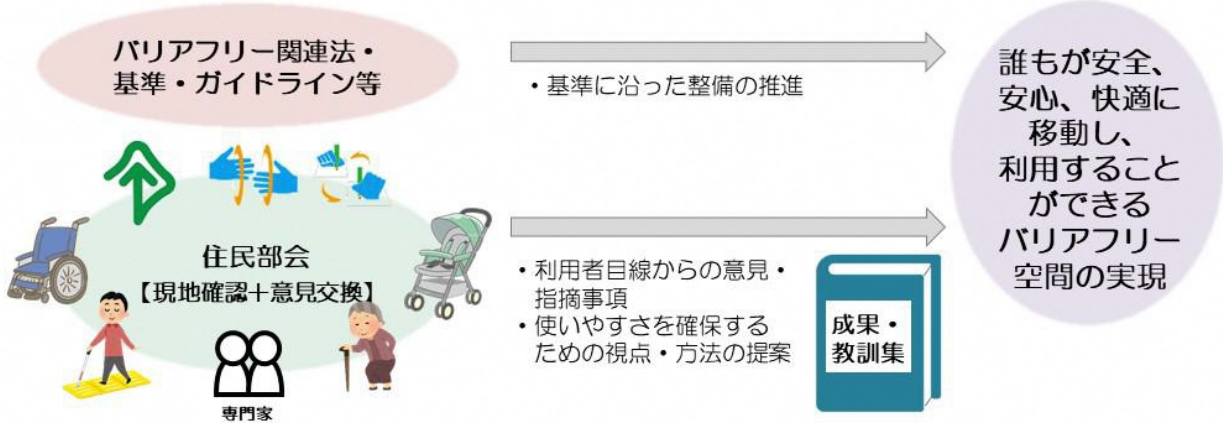 バリアフリー関連法・
基準・ガイドライン等
・基準に沿った整備の推進
誰もが安全、
安心、快適に
移動し、
利用すること
ができる
バリアフリー
空間の実現
住民部会
【現地確認＋意見交換】
専門家
・利用者目線からの意見・
指摘事項
・使いやすさを確保する
ための視点・方法の提案
成果・
教訓集